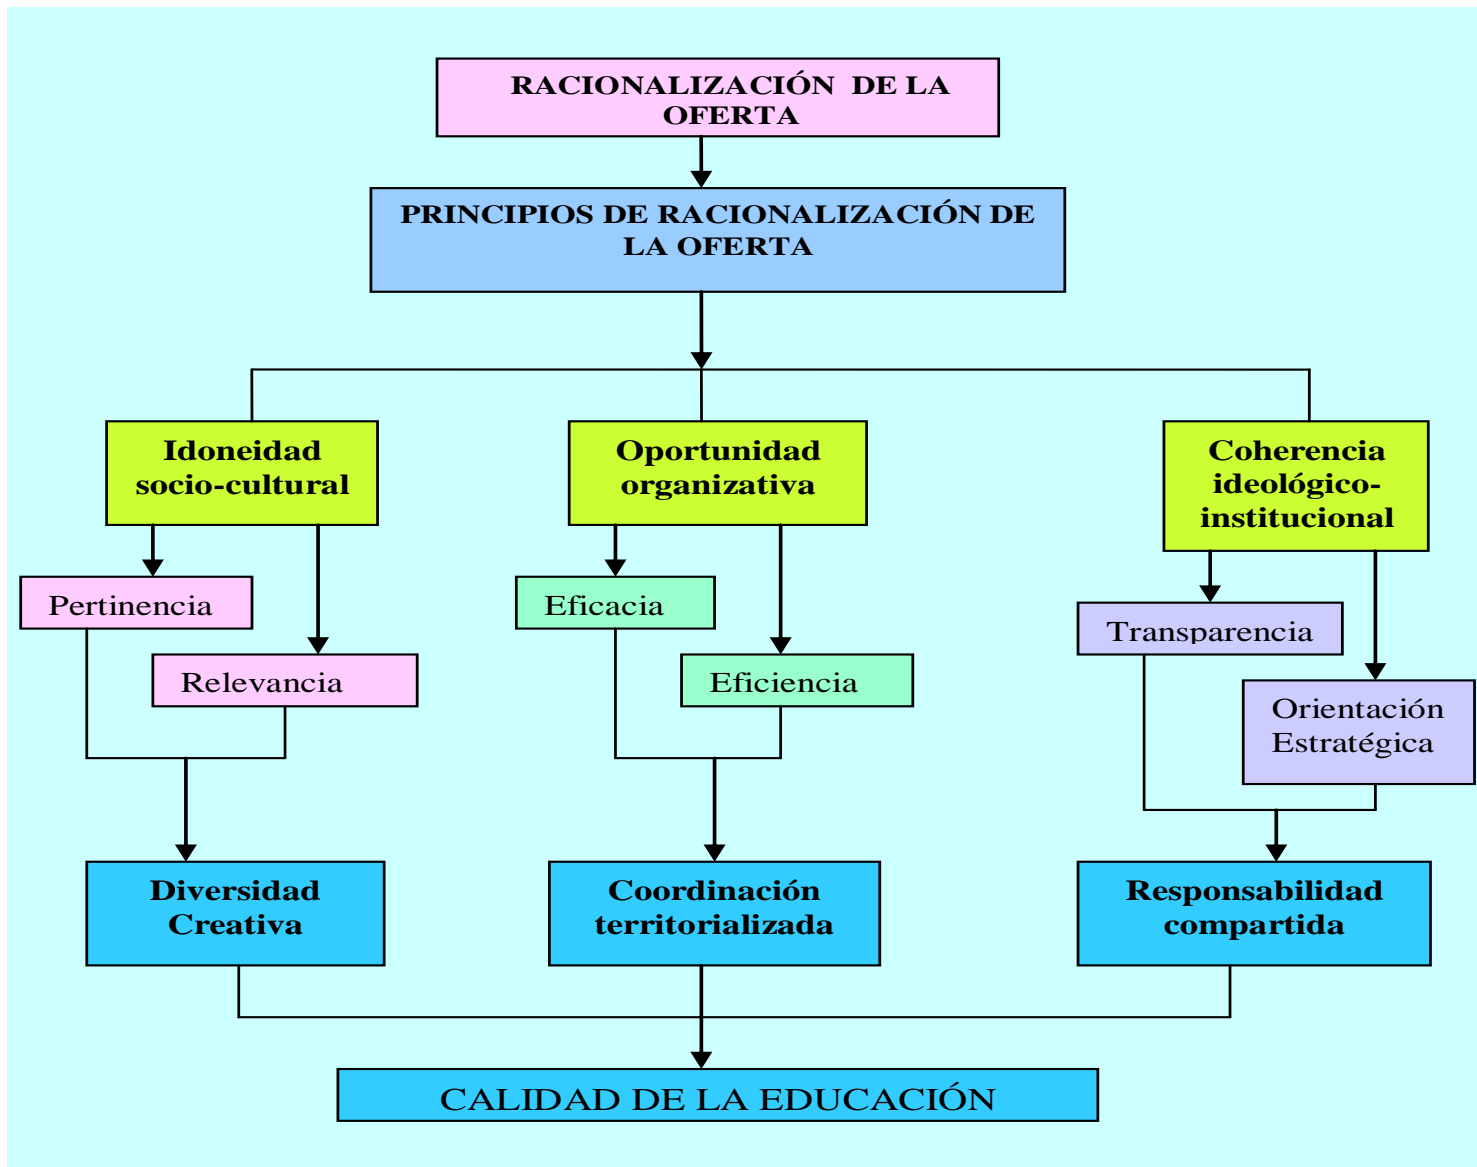 RACIONALIZACIÓN DE LA
OFERTA
PRINCIPIOS DE RACIONALIZACIÓN DE
LA OFERTA
Idoneidad
socio-cultural
Oportunidad
organizativa
Coherencia
ideológico-
institucional
Pertinencia
Relevancia
Eficacia
Eficiencia
Transparencia
Orientación
Estratégica
Diversidad
Creativa
Coordinación
territorializada
Responsabilidad
compartida
CALIDAD DE LA EDUCACIÓN